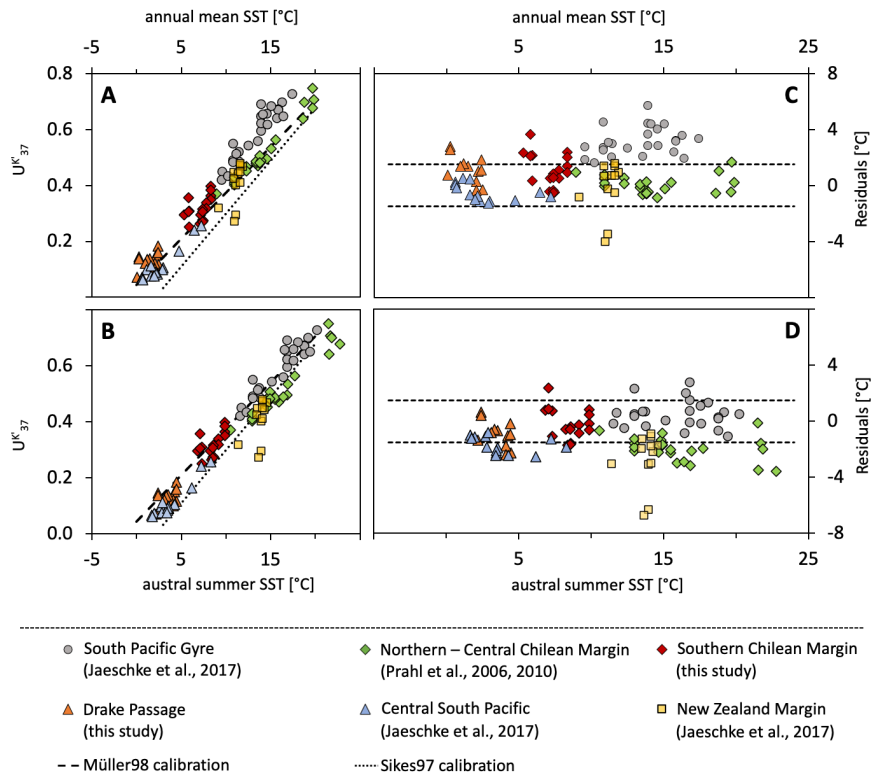 annual mean SST [°C]
annual mean SST [°C]
-5 5 15
5 15 25
A
0.8
0.6
0.4
0.2
UK'37
C
8
4
0
-4
Residuals [°C]
B
0.6
0.4
0.2
0.0
UK'37
-5 5 15
austral summer SST [°C]
D
4
0
-4
-8
Residuals [°C]
5 15 25
austral summer SST [°C]
South Pacific Gyre
(Jaeschke et al., 2017)
Northern – Central Chilean Margin
(Prahl et al., 2006, 2010)
Southern Chilean Margin
(this study)
Drake Passage
(this study)
Central South Pacific
(Jaeschke et al., 2017)
New Zealand Margin
(Jaeschke et al., 2017)
Müller98 calibration
Sikes97 calibration